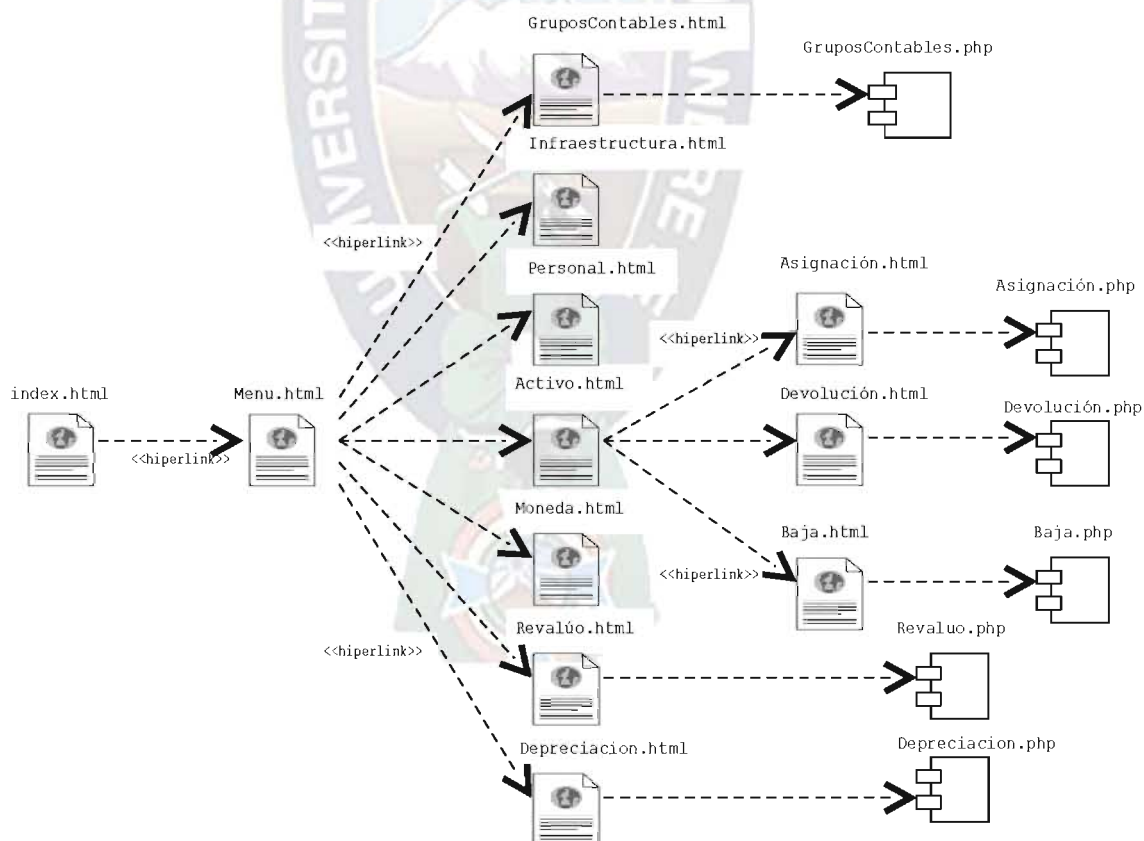 GruposContables.html
GruposContables.php
Infraestructura.html
<<hiperlink>>
Personal.html
Asignación.html
Asignación.php
<<hiperlink>>
index.html
Menu.html
Activo.html
Devolución.html
Devolución.php
<<hiperlink>>
Moneda.html
Baja.html
Baja.php
<<hiperlink>>
Revalúo.html
Revaluo.php
<<hiperlink>>
Depreciacion.html
Depreciacion.php